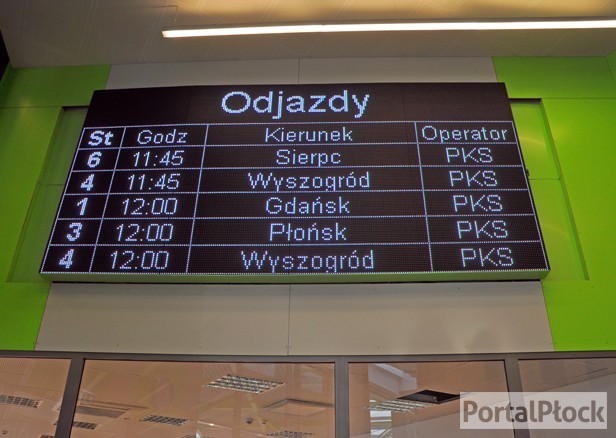 Odjazdy
St Godz Kierunek Operator
6 11:45 Sierpc PKS
4 11:45 Wyszogród PKS
1 12:00 Gdańsk PKS
3 12:00 Płońsk PKS
4 12:00 Wyszogród PKS
PortalPłock